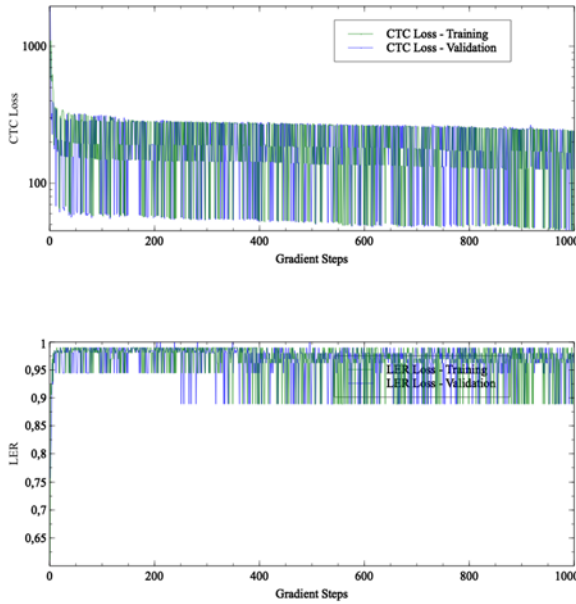 1000
100
CTC Loss
CTC Loss - Training
CTC Loss - Validation
0 200 400 600 800 1000
Gradient Steps
1
0,95
0,9
0,85
0,8
0,75
0,7
0,65
LER
LER Loss - Training
LER Loss - Validation
0 200 400 600 800 1000
Gradient Steps